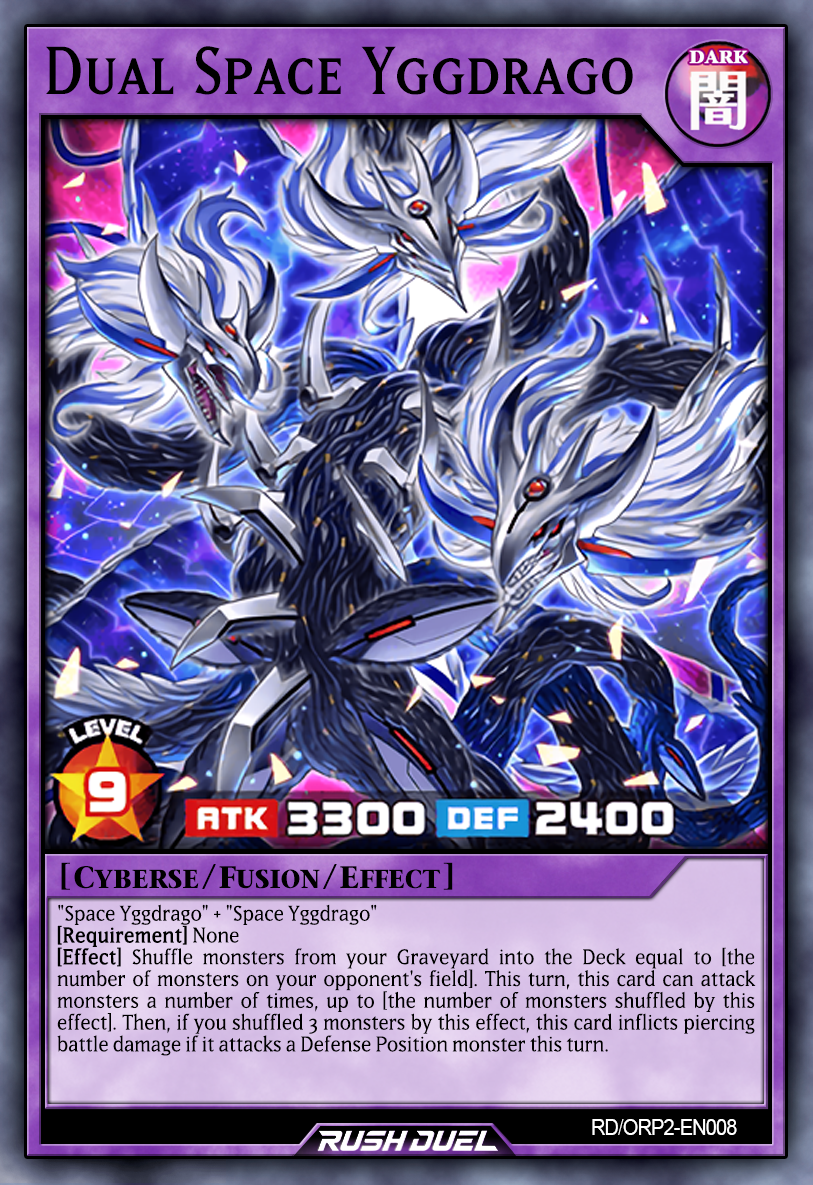 DUAL SPACE YGGDRAGO
DARK
闇
LEVEL
9
ATK 3300 DEF 2400
[CYBERSE/FUSION/EFFECT]
"Space Yggdrago" + "Space Yggdrago"
[Requirement] None
[Effect] Shuffle monsters from your Graveyard into the Deck equal to [the
number of monsters on your opponent's field]. This turn, this card can attack
monsters a number of times, up to [the number of monsters shuffled by this
effect]. Then, if you shuffled 3 monsters by this effect, this card inflicts piercing
battle damage if it attacks a Defense Position monster this turn.
RD/ORP2-EN008
RUSH DUEL